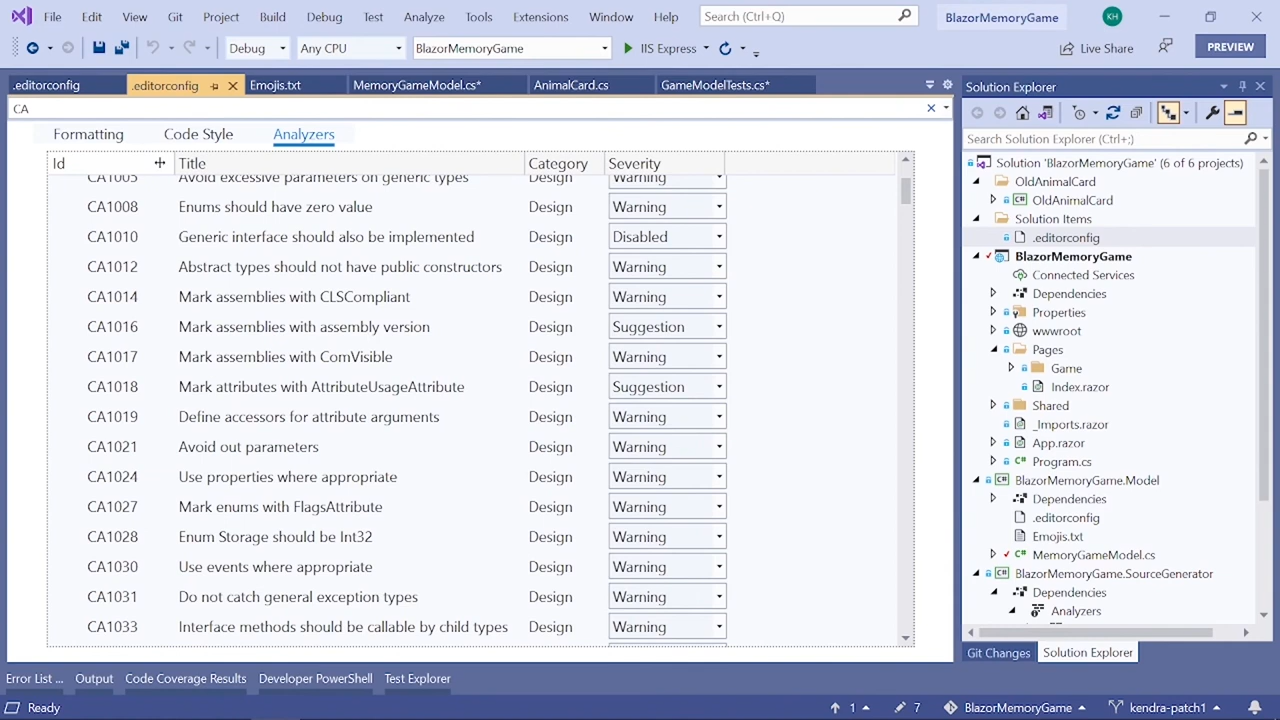 File Edit View Git Project Build Debug Test Analyze Tools Extensions Window Help Search (Ctrl+Q) BlazorMemoryGame KH
Debug Any CPU BlazorMemoryGame IIS Express Live Share PREVIEW
.editorconfig .editorconfig Emojis.txt MemoryGameModel.cs* AnimalCard.cs GameModelTests.cs*
CA
Formatting Code Style Analyzers
Id Title Category Severity
CA1005 Avoid excessive parameters on generic types Design Warning
CA1008 Enums should have zero value Design Warning
CA1010 Generic interface should also be implemented Design Disabled
CA1012 Abstract types should not have public constructors Design Warning
CA1014 Mark assemblies with CLSCompliant Design Warning
CA1016 Mark assemblies with assembly version Design Suggestion
CA1017 Mark assemblies with ComVisible Design Warning
CA1018 Mark attributes with AttributeUsageAttribute Design Suggestion
CA1019 Define accessors for attribute arguments Design Warning
CA1021 Avoid out parameters Design Warning
CA1024 Use properties where appropriate Design Warning
CA1027 Mark enums with FlagsAttribute Design Warning
CA1028 Enum Storage should be Int32 Design Warning
CA1030 Use events where appropriate Design Warning
CA1031 Do not catch general exception types Design Warning
CA1033 Interface methods should be callable by child types Design Warning
Solution Explorer
Search Solution Explorer (Ctrl+;)
Solution 'BlazorMemoryGame' (6 of 6 projects)
OldAnimalCard
OldAnimalCard
Solution Items
.editorconfig
BlazorMemoryGame
Connected Services
Dependencies
Properties
wwwroot
Pages
Game
Index.razor
Shared
_Imports.razor
App.razor
Program.cs
BlazorMemoryGame.Model
Dependencies
.editorconfig
Emojis.txt
MemoryGameModel.cs
BlazorMemoryGame.SourceGenerator
Dependencies
Analyzers
Git Changes Solution Explorer
Error List ... Output Code Coverage Results Developer PowerShell Test Explorer
Ready 1 7 BlazorMemoryGame kendra-patch1